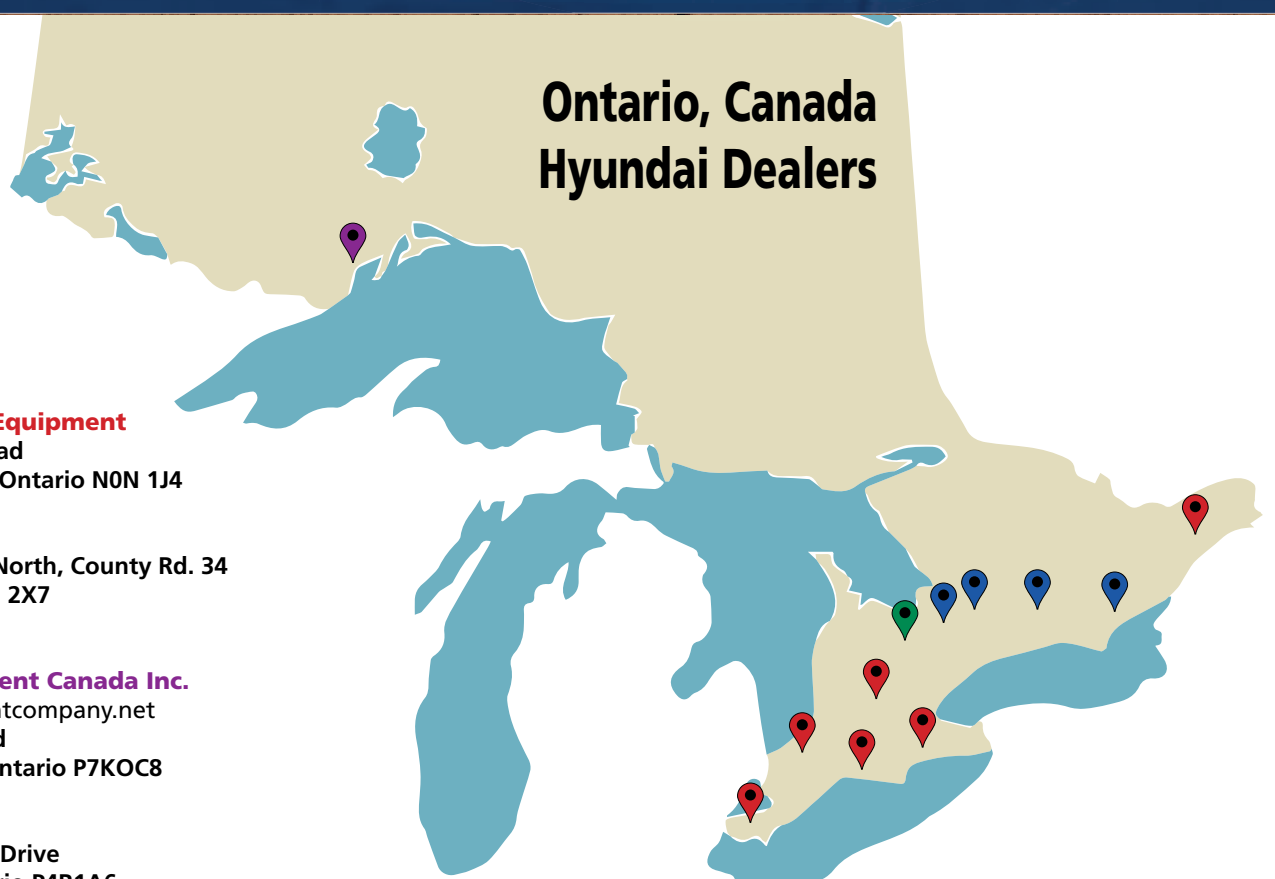 Ontario, Canada
Hyundai Dealers
Equipment
ad
Ontario N0N 1J4
North, County Rd. 34
2X7
ent Canada Inc.
ntcompany.net
d
ntario P7KOC8
Drive